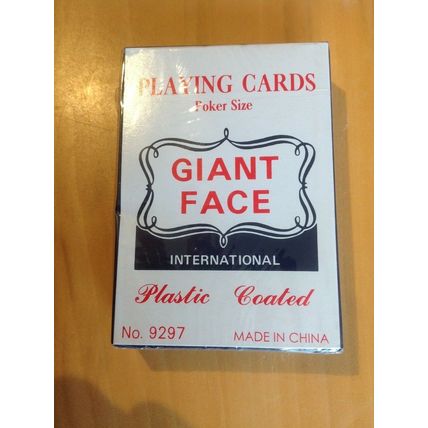 PLAYING CARDS
Poker Size
GIANT
FACE
INTERNATIONAL
Plastic Coated
No. 9297 MADE IN CHINA